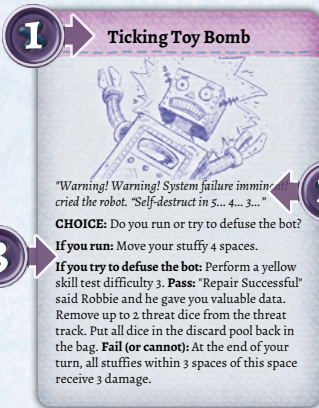 1
Ticking Toy Bomb
"Warning! Warning! System failure imminent!
cried the robot. "Self-destruct in 5... 4... 3..."
CHOICE: Do you run or try to defuse the bot?
If you run: Move your stuffy 4 spaces.
3
If you try to defuse the bot: Perform a yellow
skill test difficulty 3. Pass: "Repair Successful"
said Robbie and he gave you valuable data.
Remove up to 2 threat dice from the threat
track. Put all dice in the discard pool back in
the bag. Fail (or cannot): At the end of your
turn, all stuffies within 3 spaces of this space
receive 3 damage.